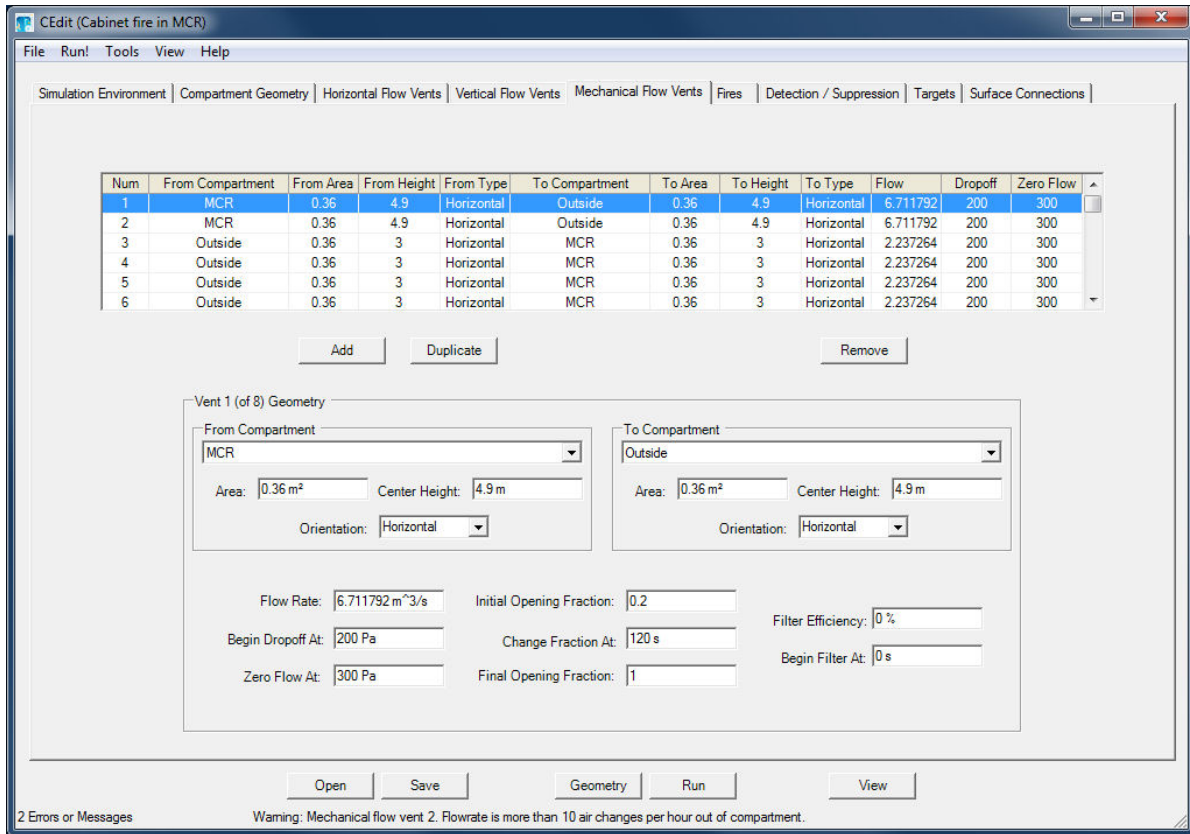 CEdit (Cabinet fire in MCR)
File Run! Tools View Help
Simulation Environment Compartment Geometry Horizontal Flow Vents Vertical Flow Vents Mechanical Flow Vents Fires Detection / Suppression Targets Surface Connections
Num From Compartment From Area From Height From Type To Compartment To Area To Height To Type Flow Dropoff Zero Flow
1 MCR 0.36 4.9 Horizontal Outside 0.36 4.9 Horizontal 6.711792 200 300
2 MCR 0.36 4.9 Horizontal Outside 0.36 4.9 Horizontal 6.711792 200 300
3 Outside 0.36 3 Horizontal MCR 0.36 3 Horizontal 2.237264 200 300
4 Outside 0.36 3 Horizontal MCR 0.36 3 Horizontal 2.237264 200 300
5 Outside 0.36 3 Horizontal MCR 0.36 3 Horizontal 2.237264 200 300
6 Outside 0.36 3 Horizontal MCR 0.36 3 Horizontal 2.237264 200 300
Add Duplicate Remove
Vent 1 (of 8) Geometry
From Compartment To Compartment
MCR Outside
Area: 0.36 m² Center Height: 4.9 m Area: 0.36 m² Center Height: 4.9 m
Orientation: Horizontal Orientation: Horizontal
Flow Rate: 6.711792 m^3/s Initial Opening Fraction: 0.2
Filter Efficiency: 0 %
Begin Dropoff At: 200 Pa Change Fraction At: 120 s
Begin Filter At: 0 s
Zero Flow At: 300 Pa Final Opening Fraction: 1
Open Save Geometry Run View
2 Errors or Messages Warning: Mechanical flow vent 2. Flowrate is more than 10 air changes per hour out of compartment.